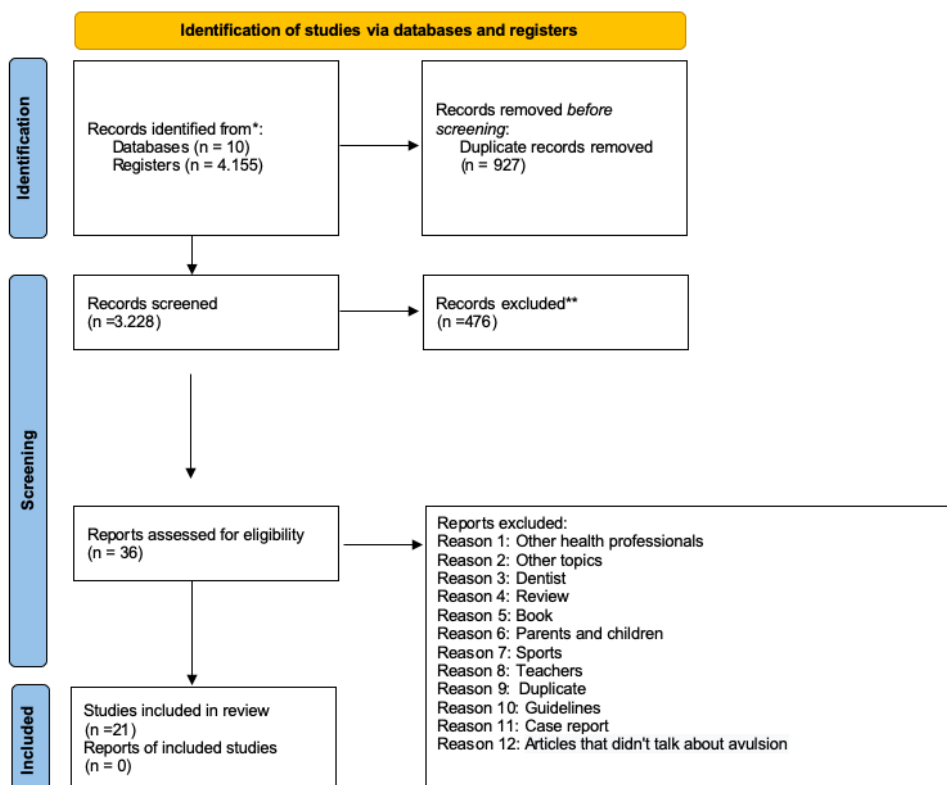 Identification of studies via databases and registers
Identification
Records identified from*:
Databases (n = 10)
Registers (n = 4.155)
Records removed before
screening:
Duplicate records removed
(n = 927)
Screening
Records screened
(n =3.228)
Records excluded**
(n =476)
Reports assessed for eligibility
(n = 36)
Reports excluded:
Reason 1: Other health professionals
Reason 2: Other topics
Reason 3: Dentist
Reason 4: Review
Reason 5: Book
Reason 6: Parents and children
Reason 7: Sports
Reason 8: Teachers
Reason 9: Duplicate
Reason 10: Guidelines
Reason 11: Case report
Reason 12: Articles that didn't talk about avulsion
Included
Studies included in review
(n =21)
Reports of included studies
(n = 0)